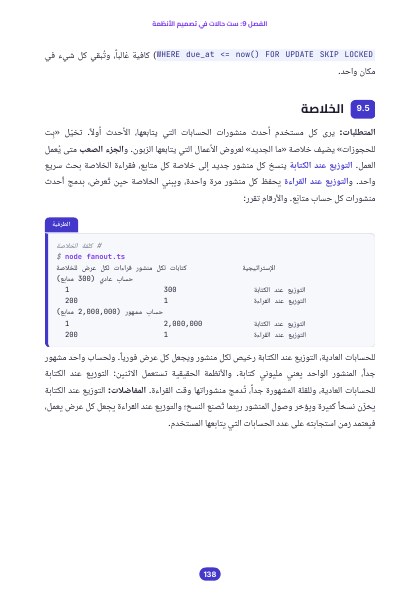 الفصل 9: ست حالات في تصميم الأنظمة
WHERE due_at <= now() FOR UPDATE SKIP LOCKED) كافية غالباً، وتُبقي كل شيء في
مكان واحد.
9.5 الخلاصة
المتطلبات: يرى كل مستخدم أحدث منشورات الحسابات التي يتابعها، الأحدث أولاً. تخيّل «بِت
للحجوزات» يضيف خلاصة «ما الجديد» لعروض الأعمال التي يتابعها الزبون. والجزء الصعب متى يُعمل
العمل. التوزيع عند الكتابة ينسخ كل منشور جديد إلى خلاصة كل متابع، فقراءة الخلاصة بحث سريع
واحد. والتوزيع عند القراءة يحفظ كل منشور مرة واحدة، ويبني الخلاصة حين تُعرض، بدمج أحدث
منشورات كل حساب متابَع. والأرقام تقرر:
الطرفية
# كلفة الخلاصة
$ node fanout.ts
الإستراتيجية كتابات لكل منشور قراءات لكل عرض للخلاصة
حساب عادي (300 متابع)
التوزيع عند الكتابة 300 1
التوزيع عند القراءة 1 200
حساب مشهور (2,000,000 متابع)
التوزيع عند الكتابة 2,000,000 1
التوزيع عند القراءة 1 200
للحسابات العادية، التوزيع عند الكتابة رخيص لكل منشور ويجعل كل عرض فورياً. ولحساب واحد مشهور
جداً، المنشور الواحد يعني مليوني كتابة. والأنظمة الحقيقية تستعمل الاثنين: التوزيع عند الكتابة
للحسابات العادية، وللقلة المشهورة جداً، تُدمج منشوراتها وقت القراءة. المفاضلات: التوزيع عند الكتابة
يخزّن نسخاً كثيرة ويؤخر وصول المنشور ريثما تُصنع النسخ؛ والتوزيع عند القراءة يجعل كل عرض يعمل،
فيعتمد زمن استجابته على عدد الحسابات التي يتابعها المستخدم.
138